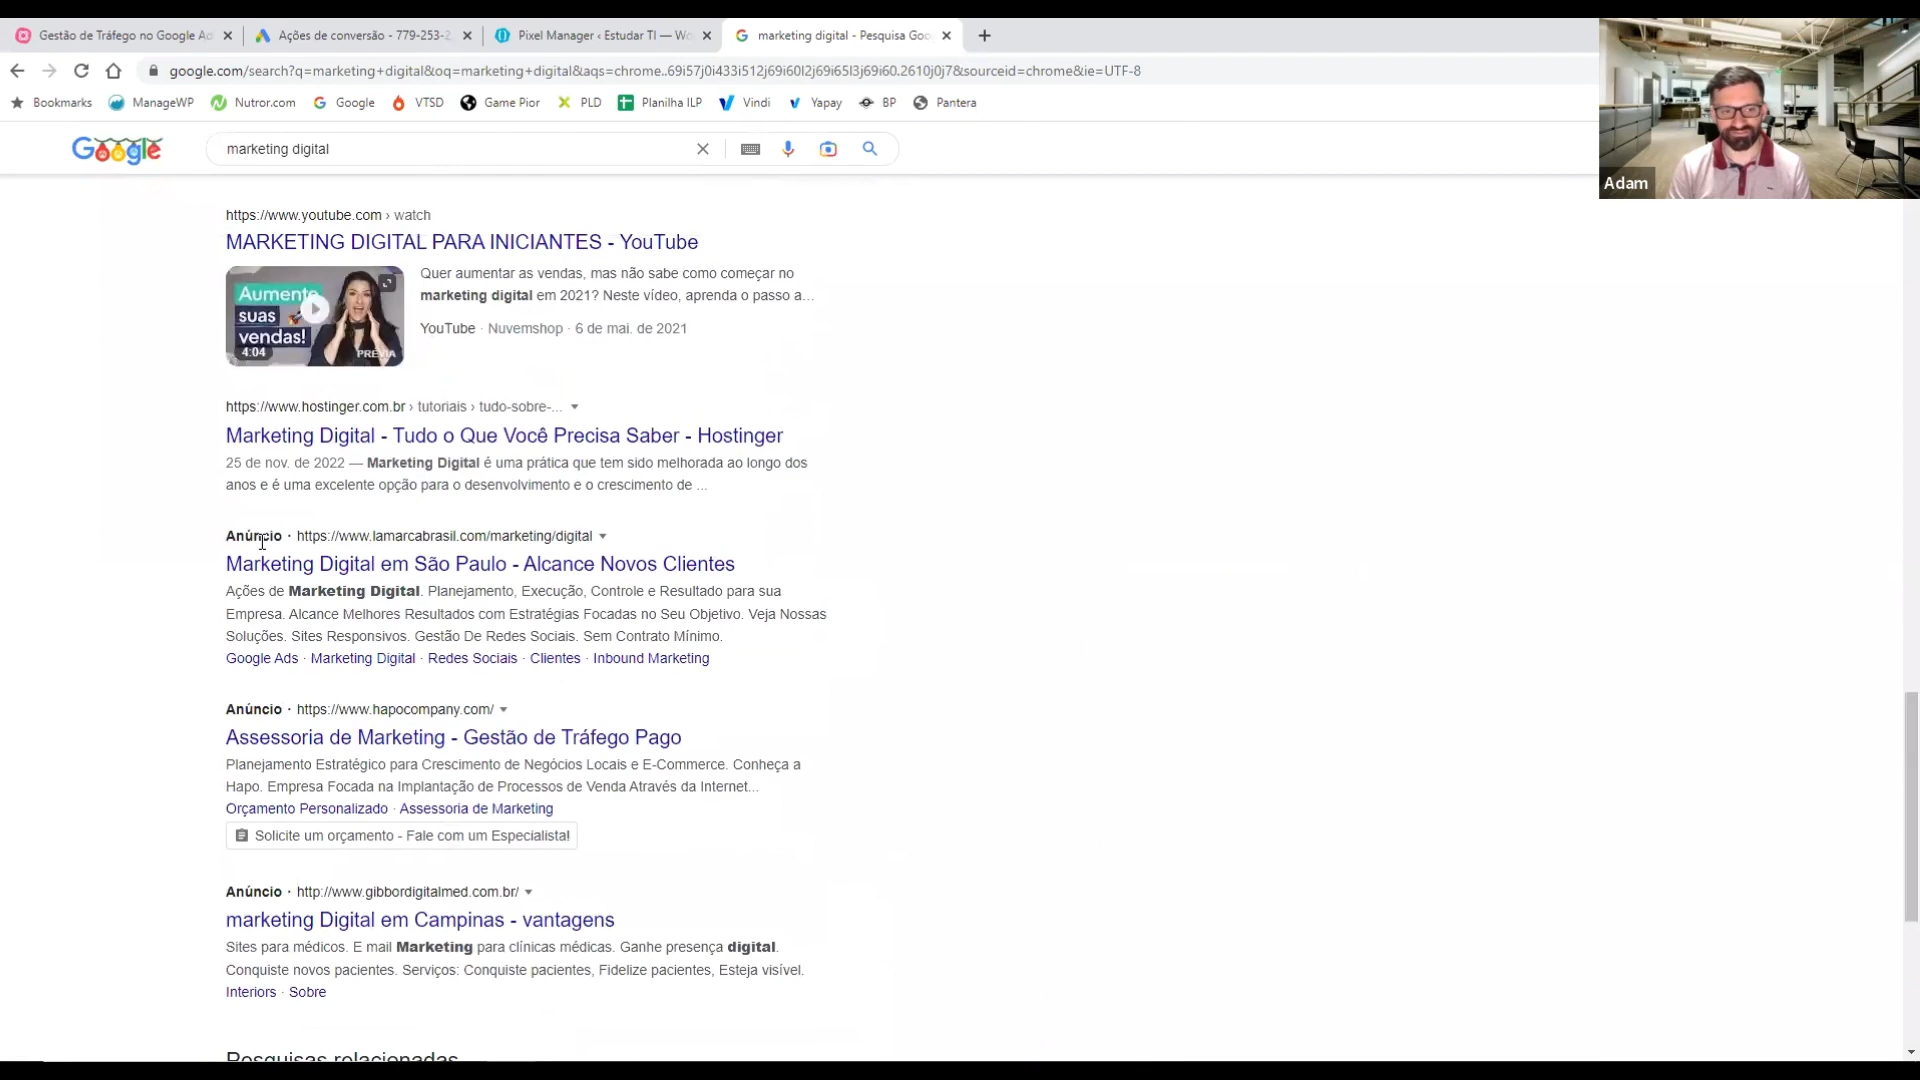 Gestão de Tráfego no Google Ad
Ações de conversão - 779-253-2
Pixel Manager ‹ Estudar TI — Wo
marketing digital - Pesquisa Goo
google.com/search?q=marketing+digital&oq=marketing+digital&aqs=chrome..69i57j0i433i512j69i60l2j69i65l3j69i60.2610j0j7&sourceid=chrome&ie=UTF-8
Bookmarks
ManageWP
Nutror.com
Google
VTSD
Game Pior
PLD
Planilha ILP
Vindi
Yapay
BP
Pantera
Adam
Google
marketing digital
https://www.youtube.com › watch
MARKETING DIGITAL PARA INICIANTES - YouTube
Aumente
suas
vendas!
4:04
PRÉVIA
Quer aumentar as vendas, mas não sabe como começar no
marketing digital em 2021? Neste vídeo, aprenda o passo a...
YouTube · Nuvemshop · 6 de mai. de 2021
https://www.hostinger.com.br › tutoriais › tudo-sobre-...
Marketing Digital - Tudo o Que Você Precisa Saber - Hostinger
25 de nov. de 2022 — Marketing Digital é uma prática que tem sido melhorada ao longo dos
anos e é uma excelente opção para o desenvolvimento e o crescimento de ...
Anúncio · https://www.lamarcabrasil.com/marketing/digital
Marketing Digital em São Paulo - Alcance Novos Clientes
Ações de Marketing Digital. Planejamento, Execução, Controle e Resultado para sua
Empresa. Alcance Melhores Resultados com Estratégias Focadas no Seu Objetivo. Veja Nossas
Soluções. Sites Responsivos. Gestão De Redes Sociais. Sem Contrato Mínimo.
Google Ads · Marketing Digital · Redes Sociais · Clientes · Inbound Marketing
Anúncio · https://www.hapocompany.com/
Assessoria de Marketing - Gestão de Tráfego Pago
Planejamento Estratégico para Crescimento de Negócios Locais e E-Commerce. Conheça a
Hapo. Empresa Focada na Implantação de Processos de Venda Através da Internet...
Orçamento Personalizado · Assessoria de Marketing
Solicite um orçamento - Fale com um Especialista!
Anúncio · http://www.gibbordigitalmed.com.br/
marketing Digital em Campinas - vantagens
Sites para médicos. E mail Marketing para clínicas médicas. Ganhe presença digital.
Conquiste novos pacientes. Serviços: Conquiste pacientes, Fidelize pacientes, Esteja visível.
Interiors · Sobre
Pesquisas relacionadas